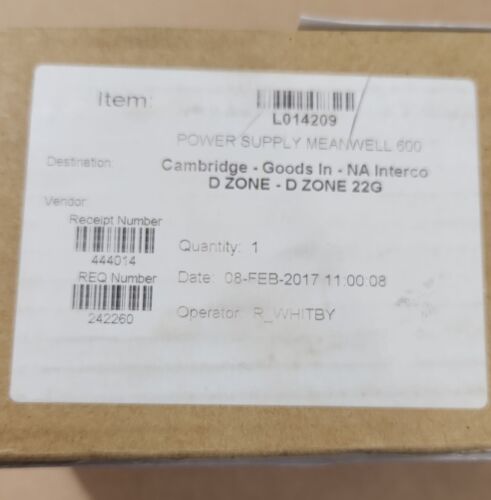 Item:
L014209
POWER SUPPLY MEANWELL 600
Destination: Cambridge - Goods In - NA Interco
D ZONE - D ZONE 22G
Vendor:
Receipt Number
444014
Quantity: 1
REQ Number
242260
Date: 08-FEB-2017 11:00:08
Operator: R_WHITBY